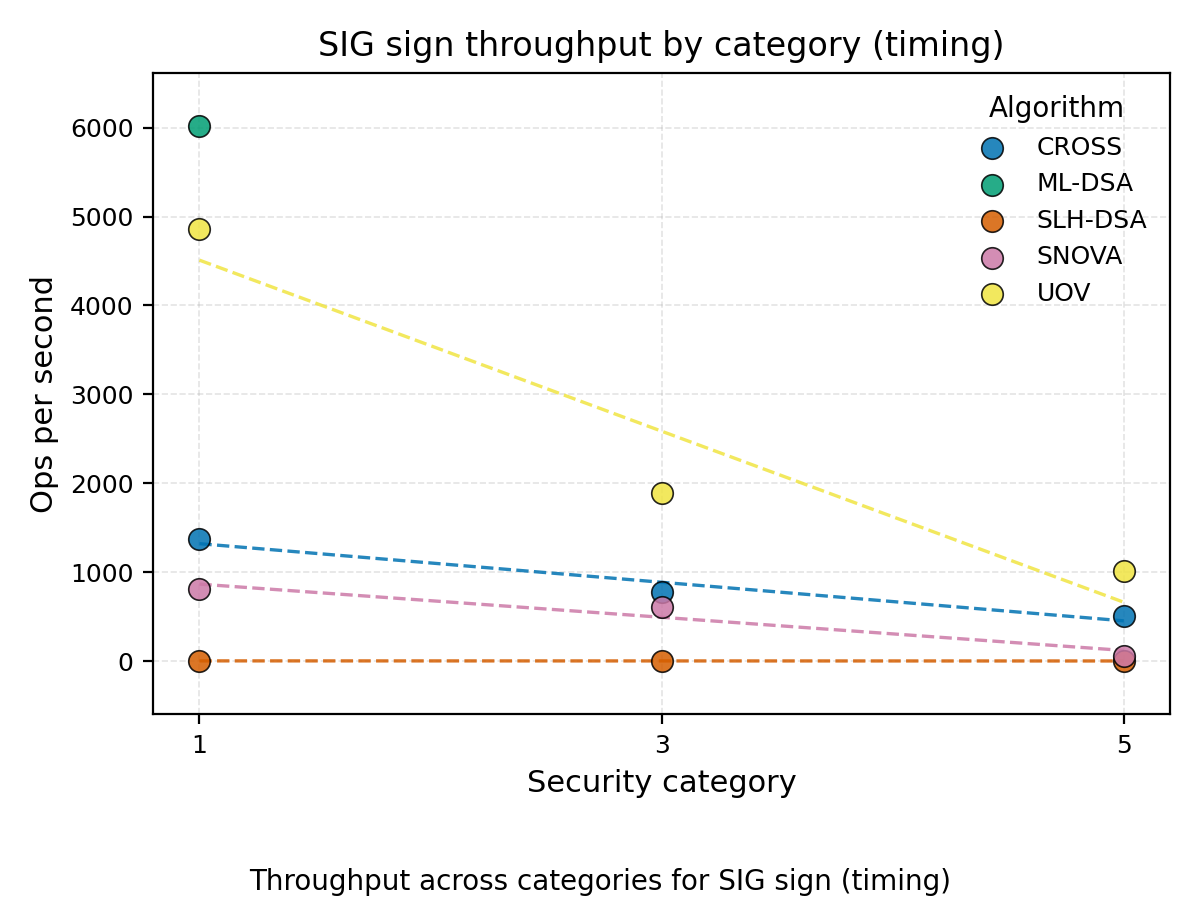 SIG sign throughput by category (timing)
Ops per second
6000
5000
4000
3000
2000
1000
0
Algorithm
CROSS
ML-DSA
SLH-DSA
SNOVA
UOV
1
3
5
Security category
Throughput across categories for SIG sign (timing)